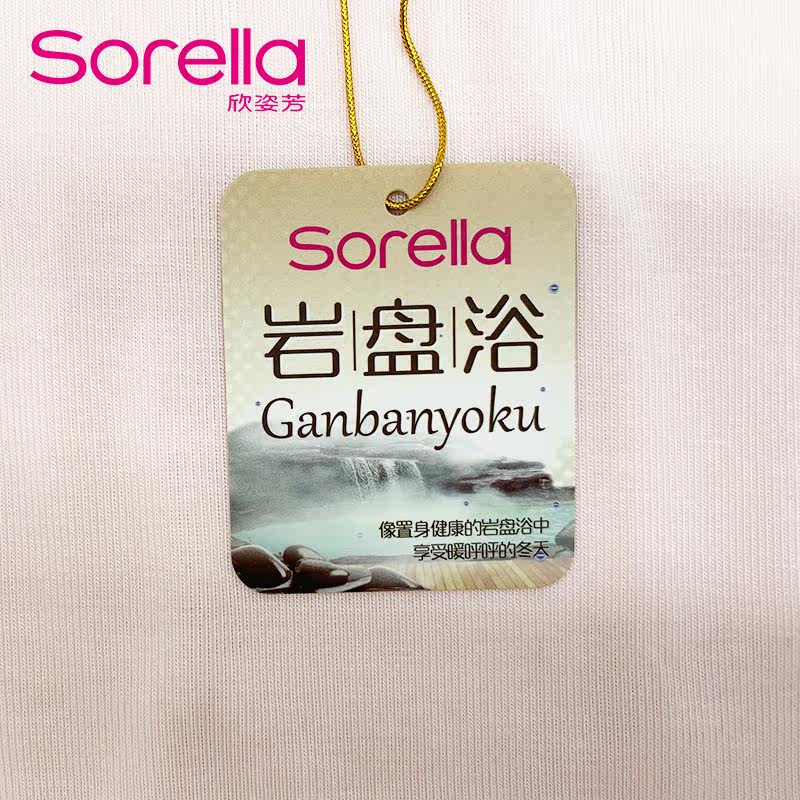 Sorella
欣姿芳
Sorella
岩盘浴
Ganbanyoku
像置身健康的岩盘浴中
享受暖呼呼的冬天